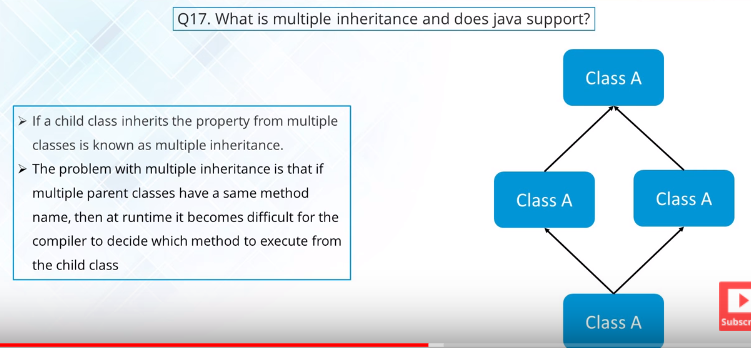 Q17. What is multiple inheritance and does java support?
➢ If a child class inherits the property from multiple
classes is known as multiple inheritance.
➢ The problem with multiple inheritance is that if
multiple parent classes have a same method
name, then at runtime it becomes difficult for the
compiler to decide which method to execute from
the child class
Class A
Class A
Class A
Class A